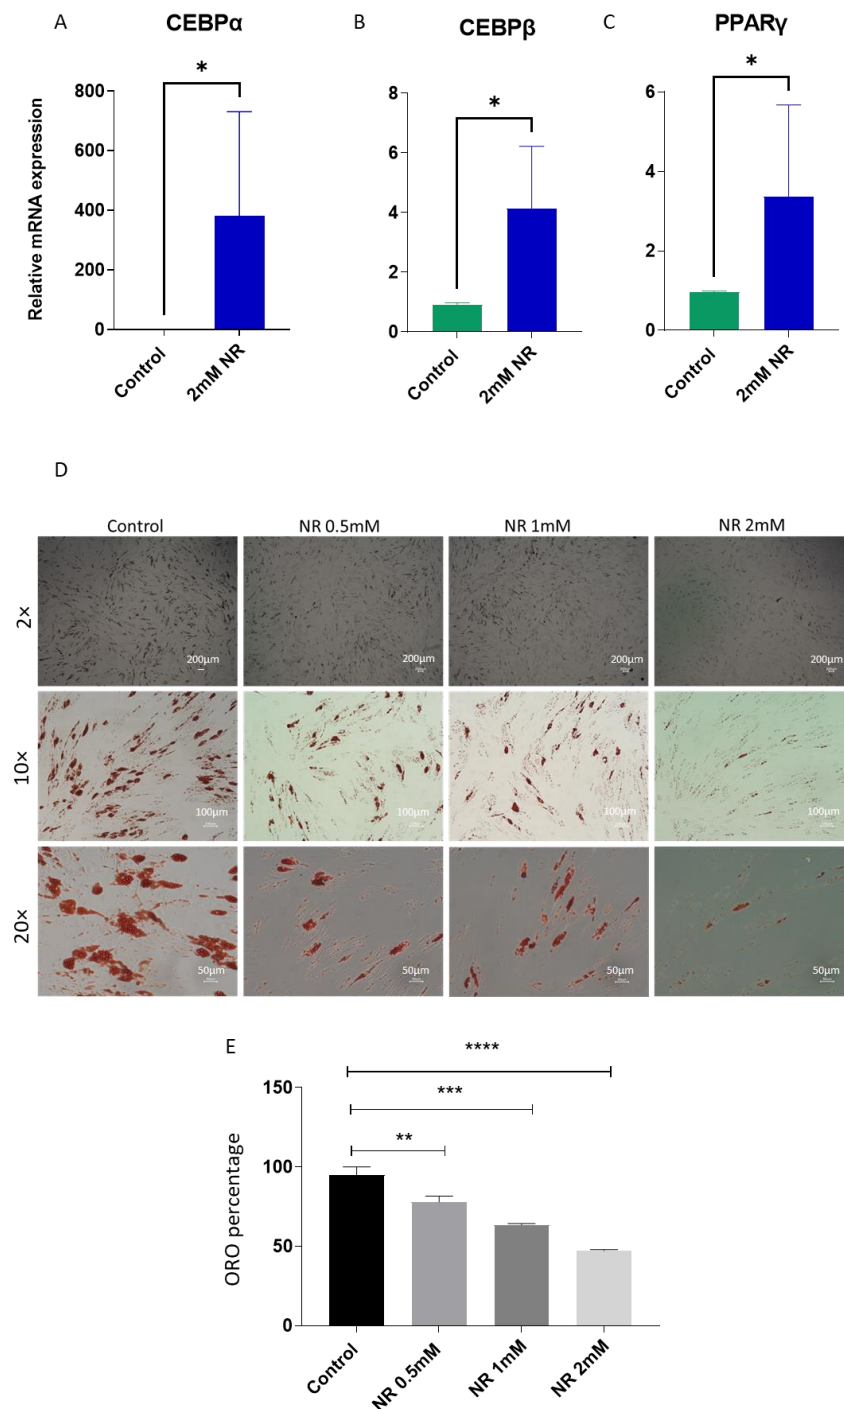 A
CEBPα
B
CEBPβ
C
PPARγ
Relative mRNA expression
800
600
400
200
0
*
Control
2mM NR
8
6
4
2
0
*
Control
2mM NR
6
4
2
0
*
Control
2mM NR
D
Control
NR 0.5mM
NR 1mM
NR 2mM
2×
200µm
200µm
200µm
200µm
10×
100µm
100µm
100µm
100µm
20×
50µm
50µm
50µm
50µm
E
****
***
**
ORO percentage
150
100
50
0
Control
NR 0.5mM
NR 1mM
NR 2mM